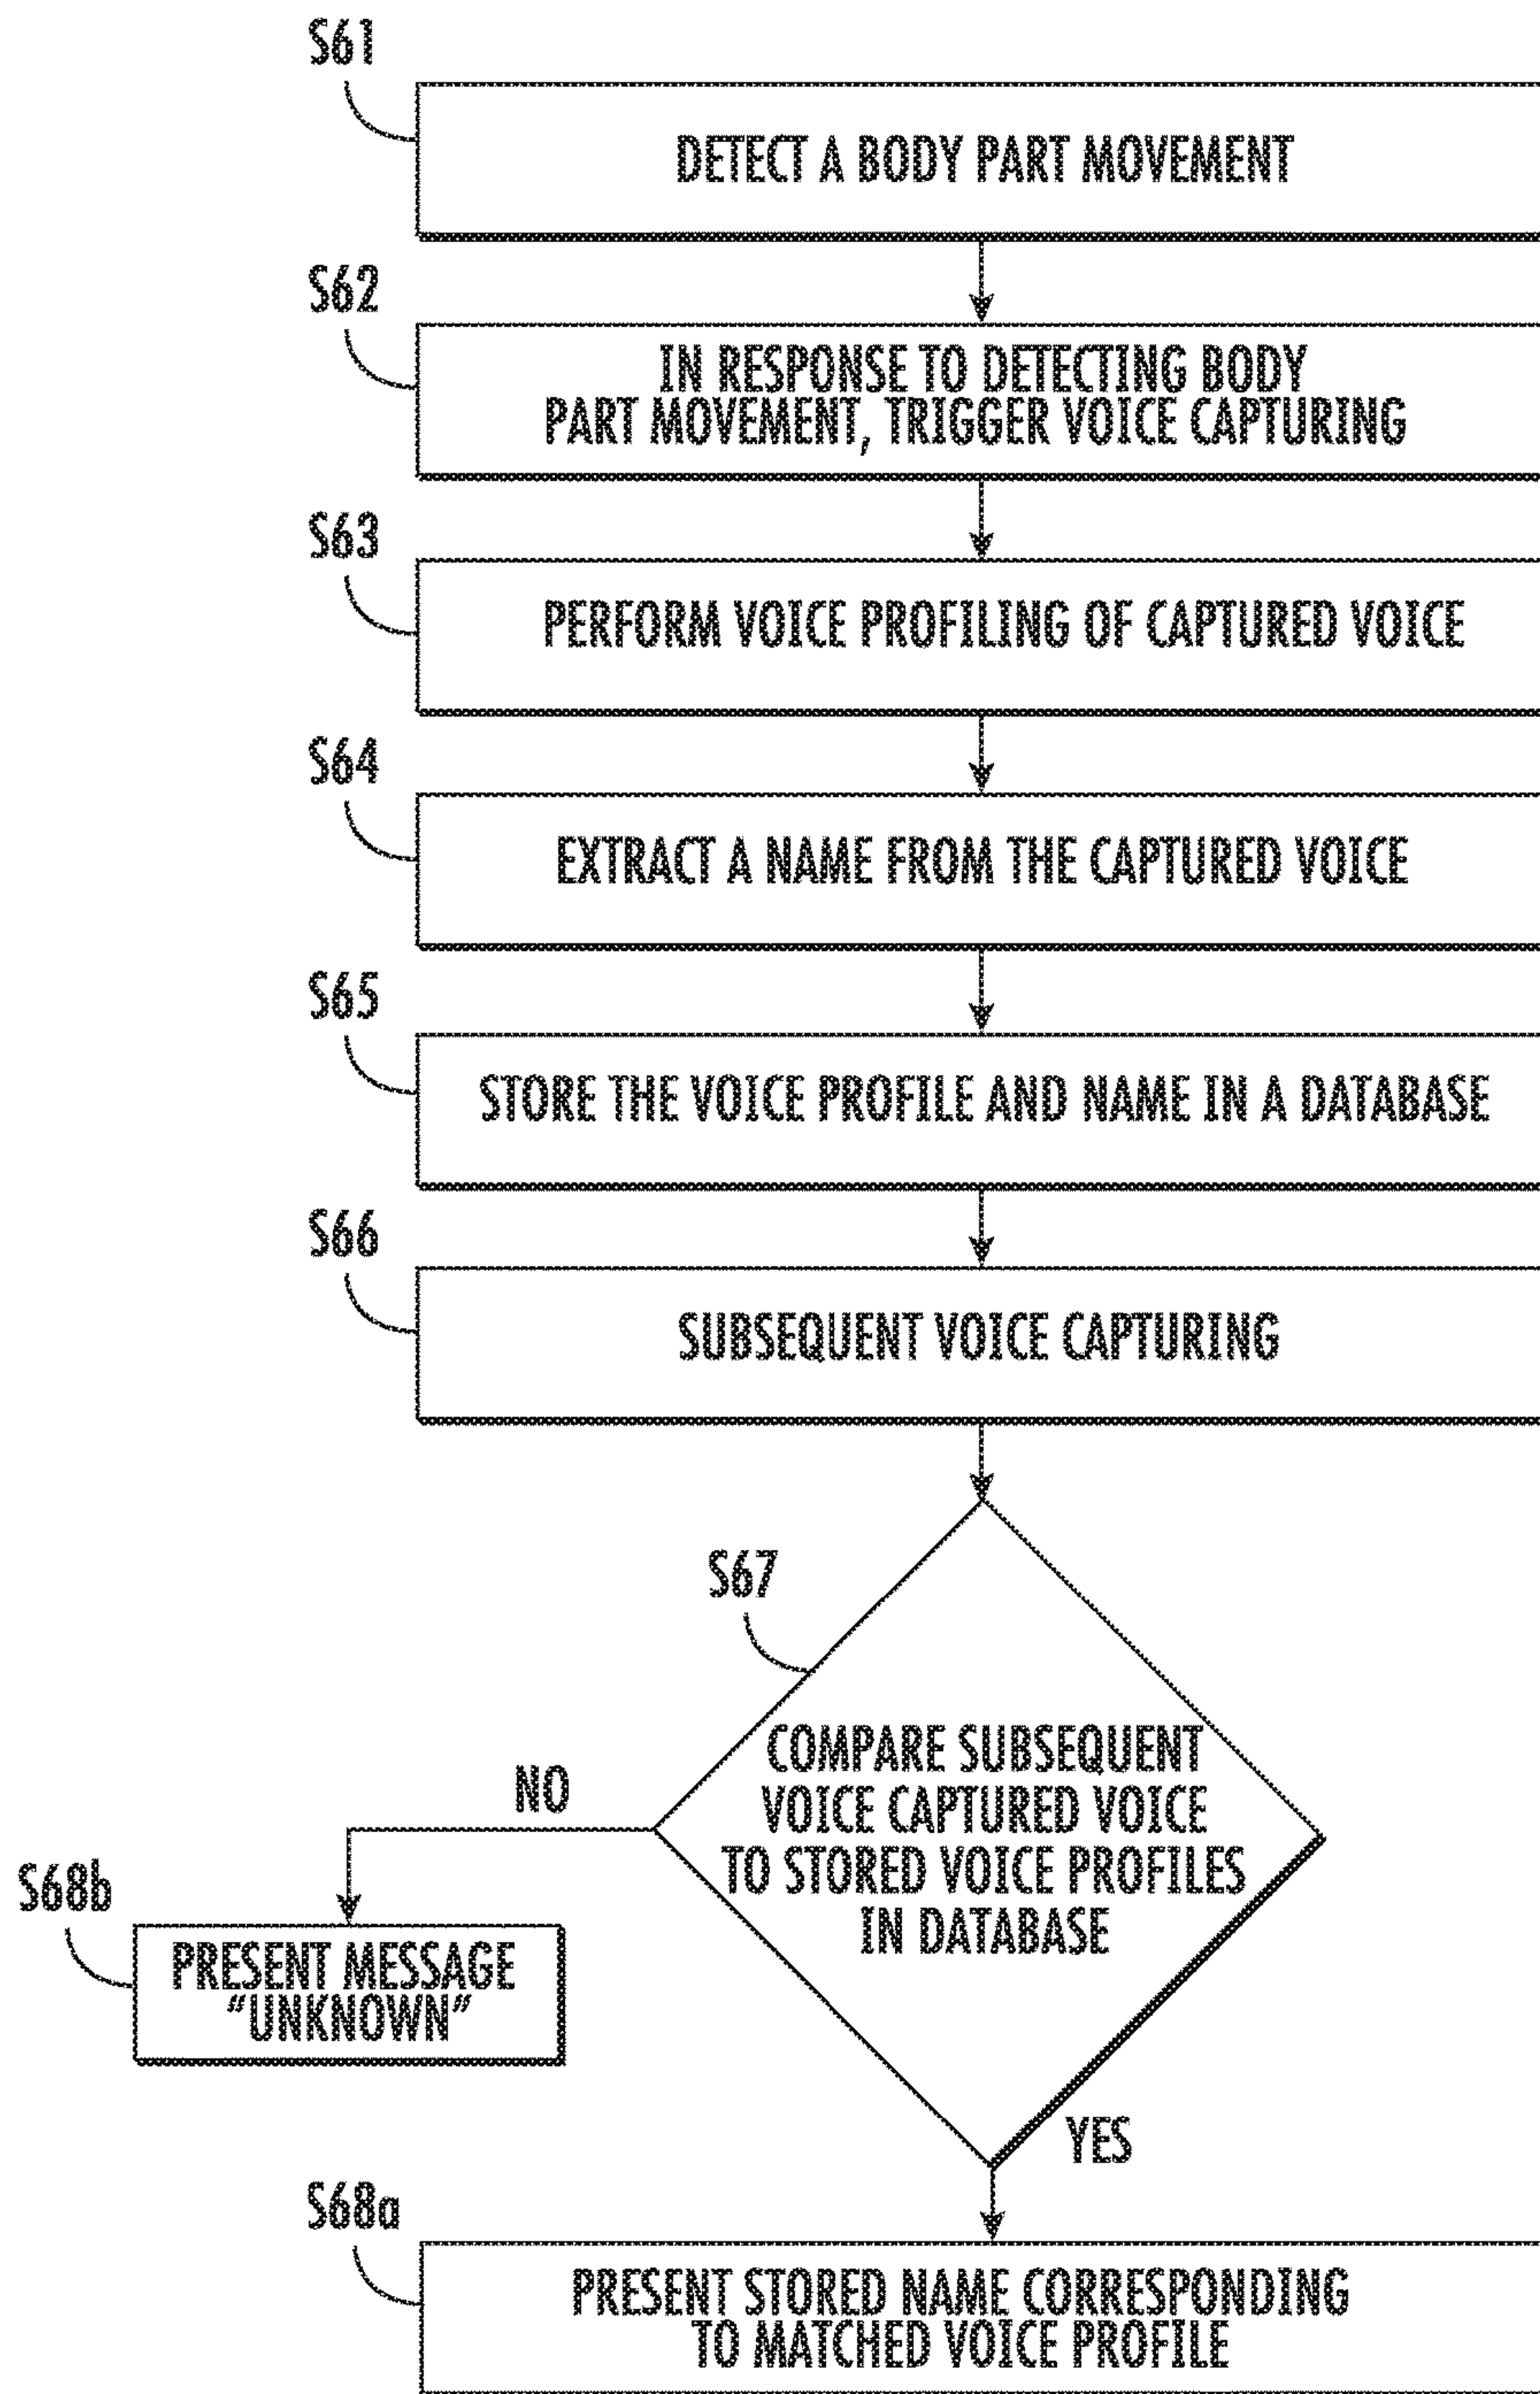 S61
DETECT A BODY PART MOVEMENT
S62
IN RESPONSE TO DETECTING BODY
PART MOVEMENT, TRIGGER VOICE CAPTURING
S63
PERFORM VOICE PROFILING OF CAPTURED VOICE
S64
EXTRACT A NAME FROM THE CAPTURED VOICE
S65
STORE THE VOICE PROFILE AND NAME IN A DATABASE
S66
SUBSEQUENT VOICE CAPTURING
S67
COMPARE SUBSEQUENT
VOICE CAPTURED VOICE
TO STORED VOICE PROFILES
IN DATABASE
NO
S68b
PRESENT MESSAGE
"UNKNOWN"
YES
S68a
PRESENT STORED NAME CORRESPONDING
TO MATCHED VOICE PROFILE